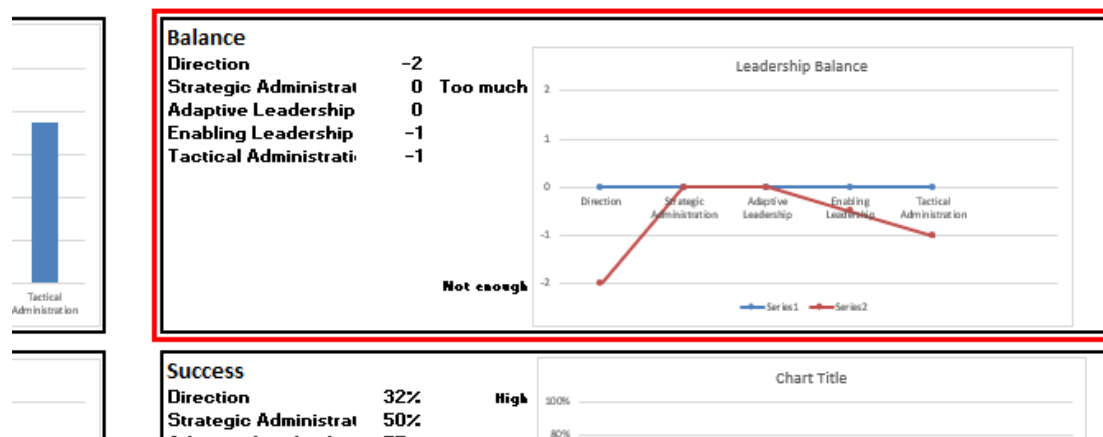 Balance
Direction -2
Strategic Administrat 0 Too much
Adaptive Leadership 0
Enabling Leadership -1
Tactical Administrati -1
Not enough
Leadership Balance
2
1
0
-1
-2
Direction
Strategic Administration
Adaptive Leadership
Enabling Leadership
Tactical Administration
Series1 Series2
Tactical
Administration
Success
Direction 32%
Strategic Administrat 50%
High
Chart Title
100%
80%